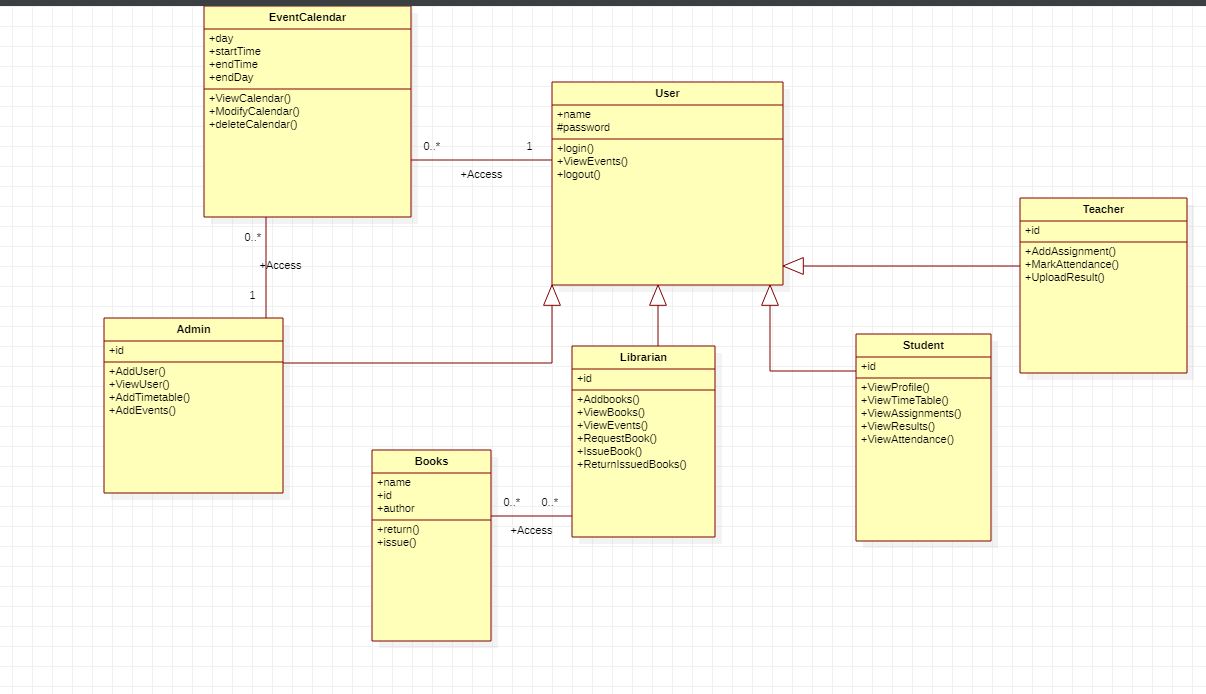 EventCalendar
+day
+startTime
+endTime
+endDay
+ViewCalendar()
+ModifyCalendar()
+deleteCalendar()
0..*
1
+Access
User
+name
#password
+login()
+ViewEvents()
+logout()
Teacher
+id
+AddAssignment()
+MarkAttendance()
+UploadResult()
0..*
+Access
1
Admin
+id
+AddUser()
+ViewUser()
+AddTimetable()
+AddEvents()
Librarian
+id
+Addbooks()
+ViewBooks()
+ViewEvents()
+RequestBook()
+IssueBook()
+ReturnIssuedBooks()
Student
+id
+ViewProfile()
+ViewTimeTable()
+ViewAssignments()
+ViewResults()
+ViewAttendance()
Books
+name
+id
+author
+return()
+issue()
0..*
0..*
+Access